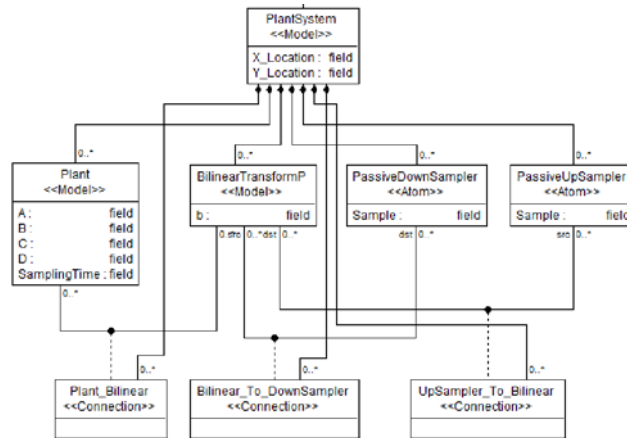 PlantSystem
<<Model>>
X_Location : field
Y_Location : field
0..* 0..* 0..* 0..*
Plant
<<Model>>
A : field
B : field
C : field
D : field
SamplingTime : field
BilinearTransformP
<<Model>>
b : field
PassiveDownSampler
<<Atom>>
Sample : field
PassiveUpSampler
<<Atom>>
Sample : field
src 0..* dst 0..* dst src
0..* 0..* 0..*
0..* 0..* 0..*
Plant_Bilinear
<<Connection>>
Bilinear_To_DownSampler
<<Connection>>
UpSampler_To_Bilinear
<<Connection>>